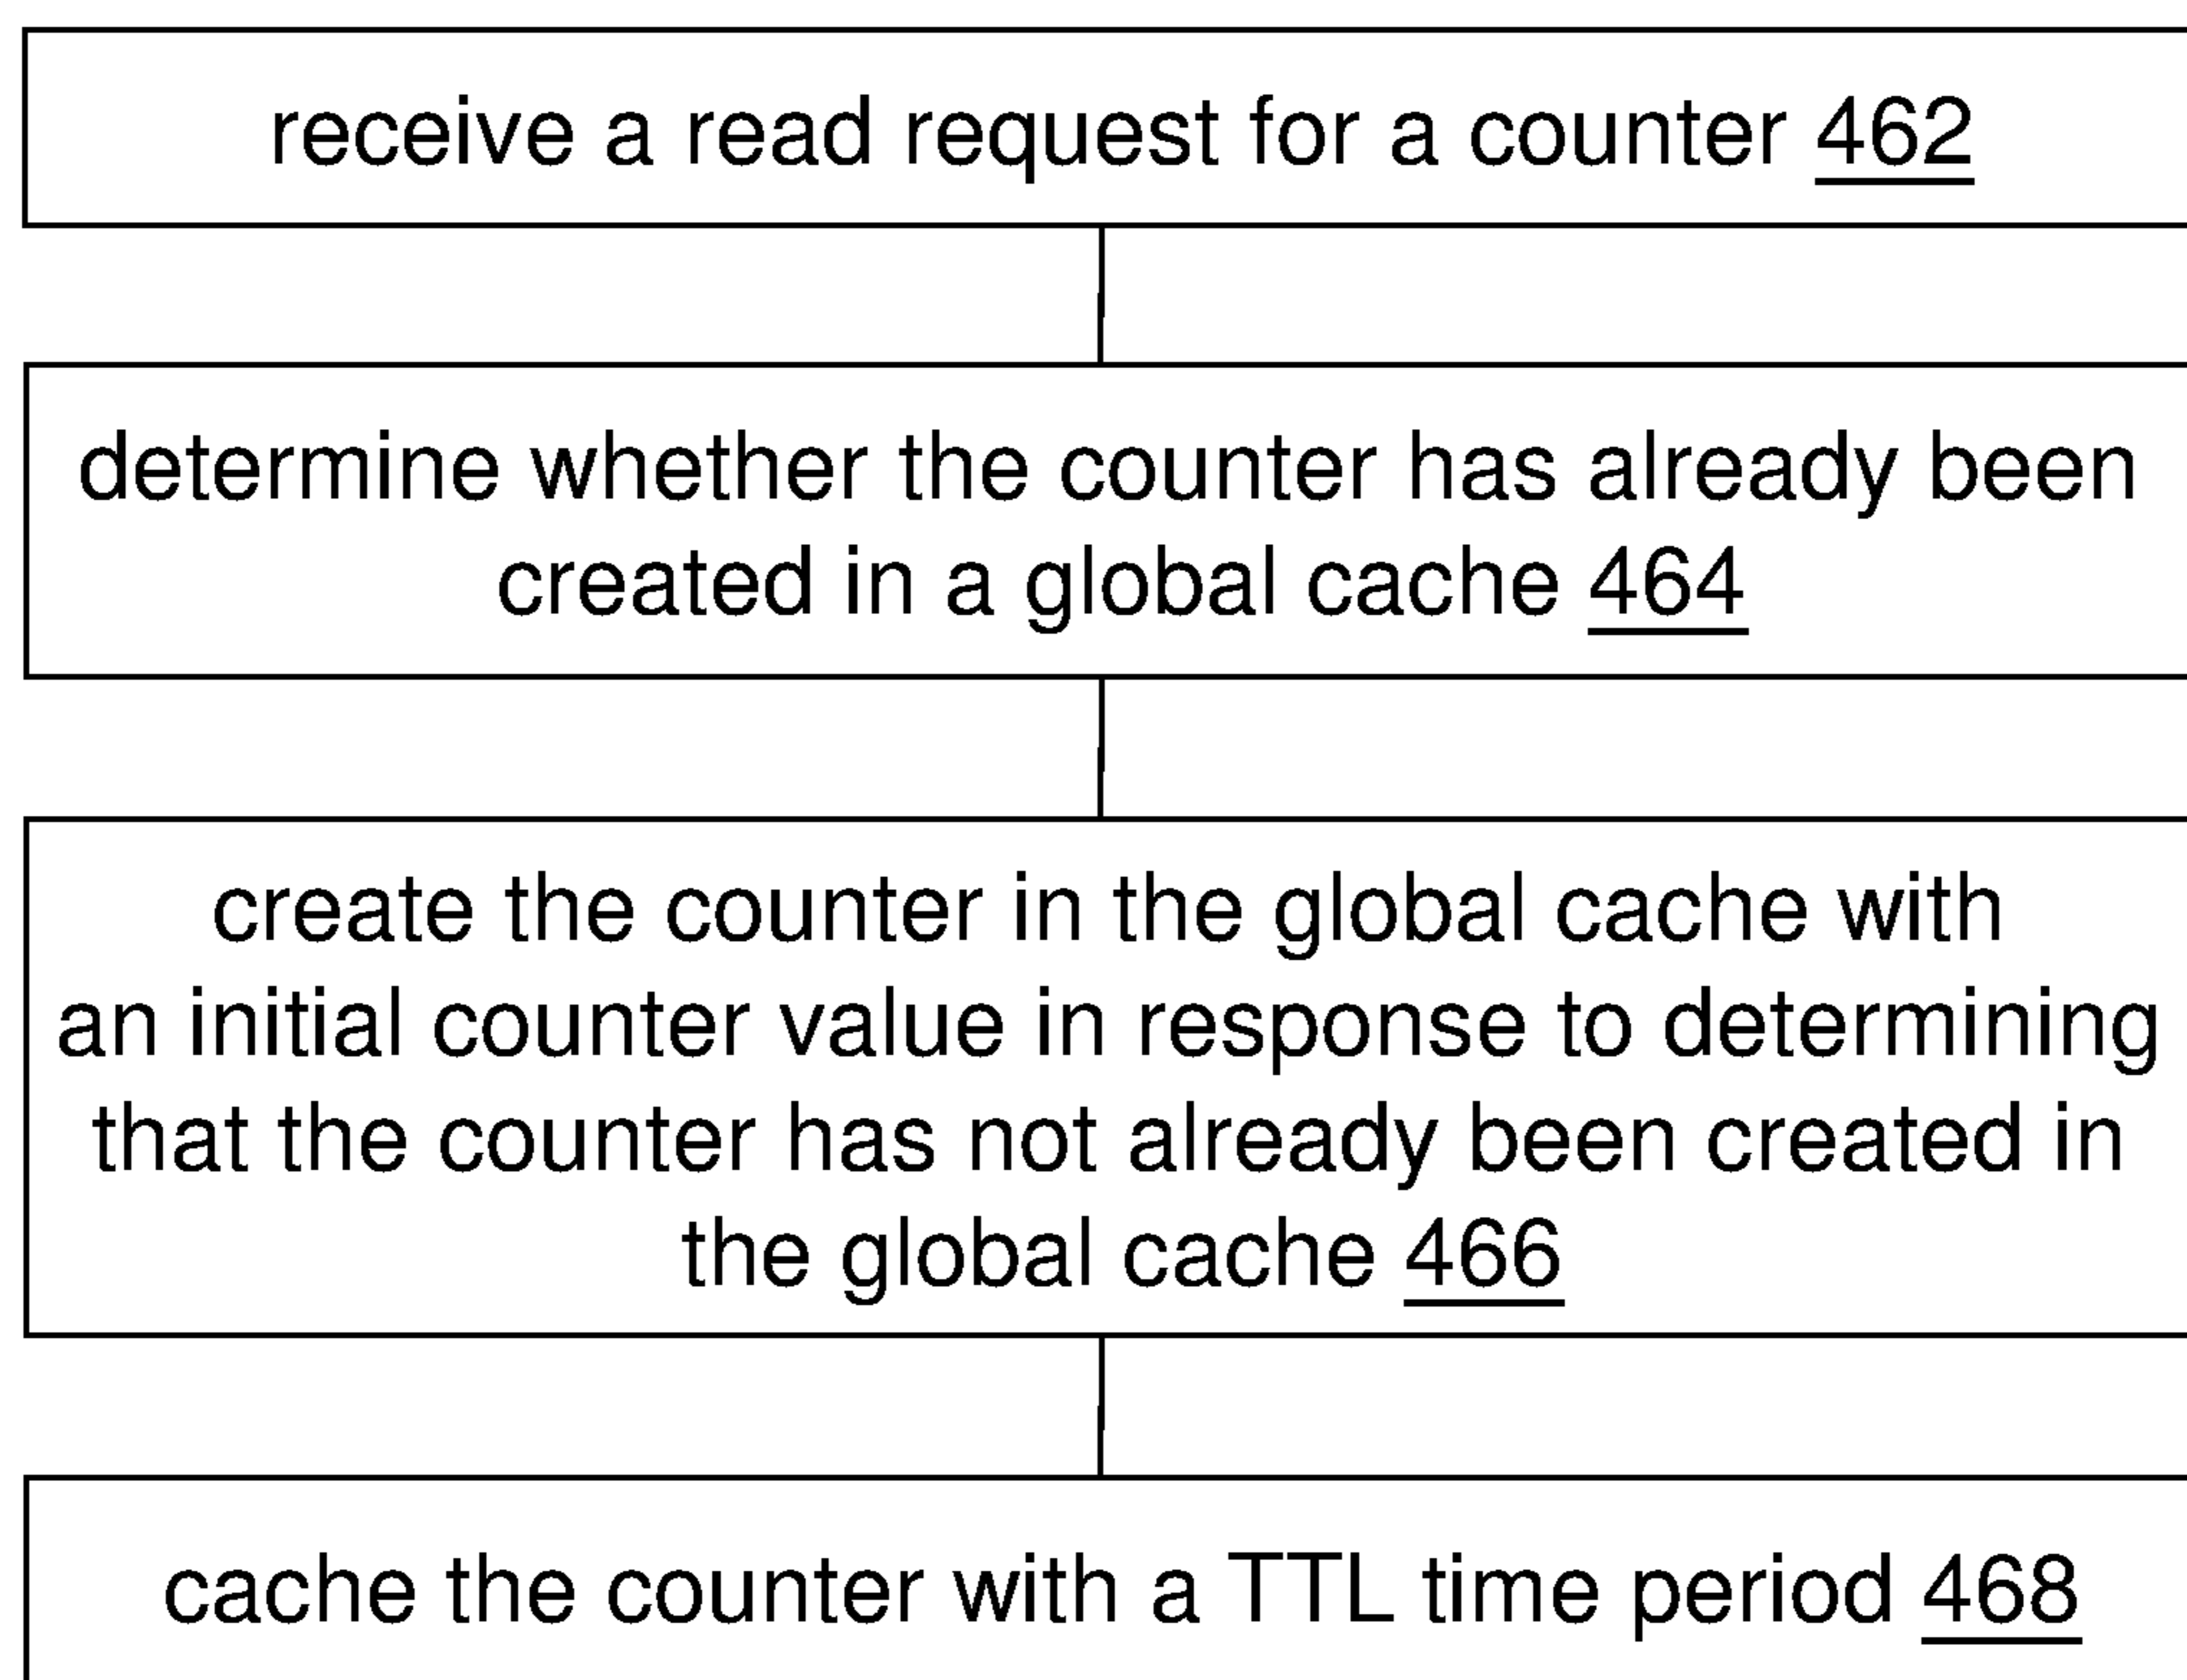 receive a read request for a counter 462
determine whether the counter has already been
created in a global cache 464
create the counter in the global cache with
an initial counter value in response to determining
that the counter has not already been created in
the global cache 466
cache the counter with a TTL time period 468